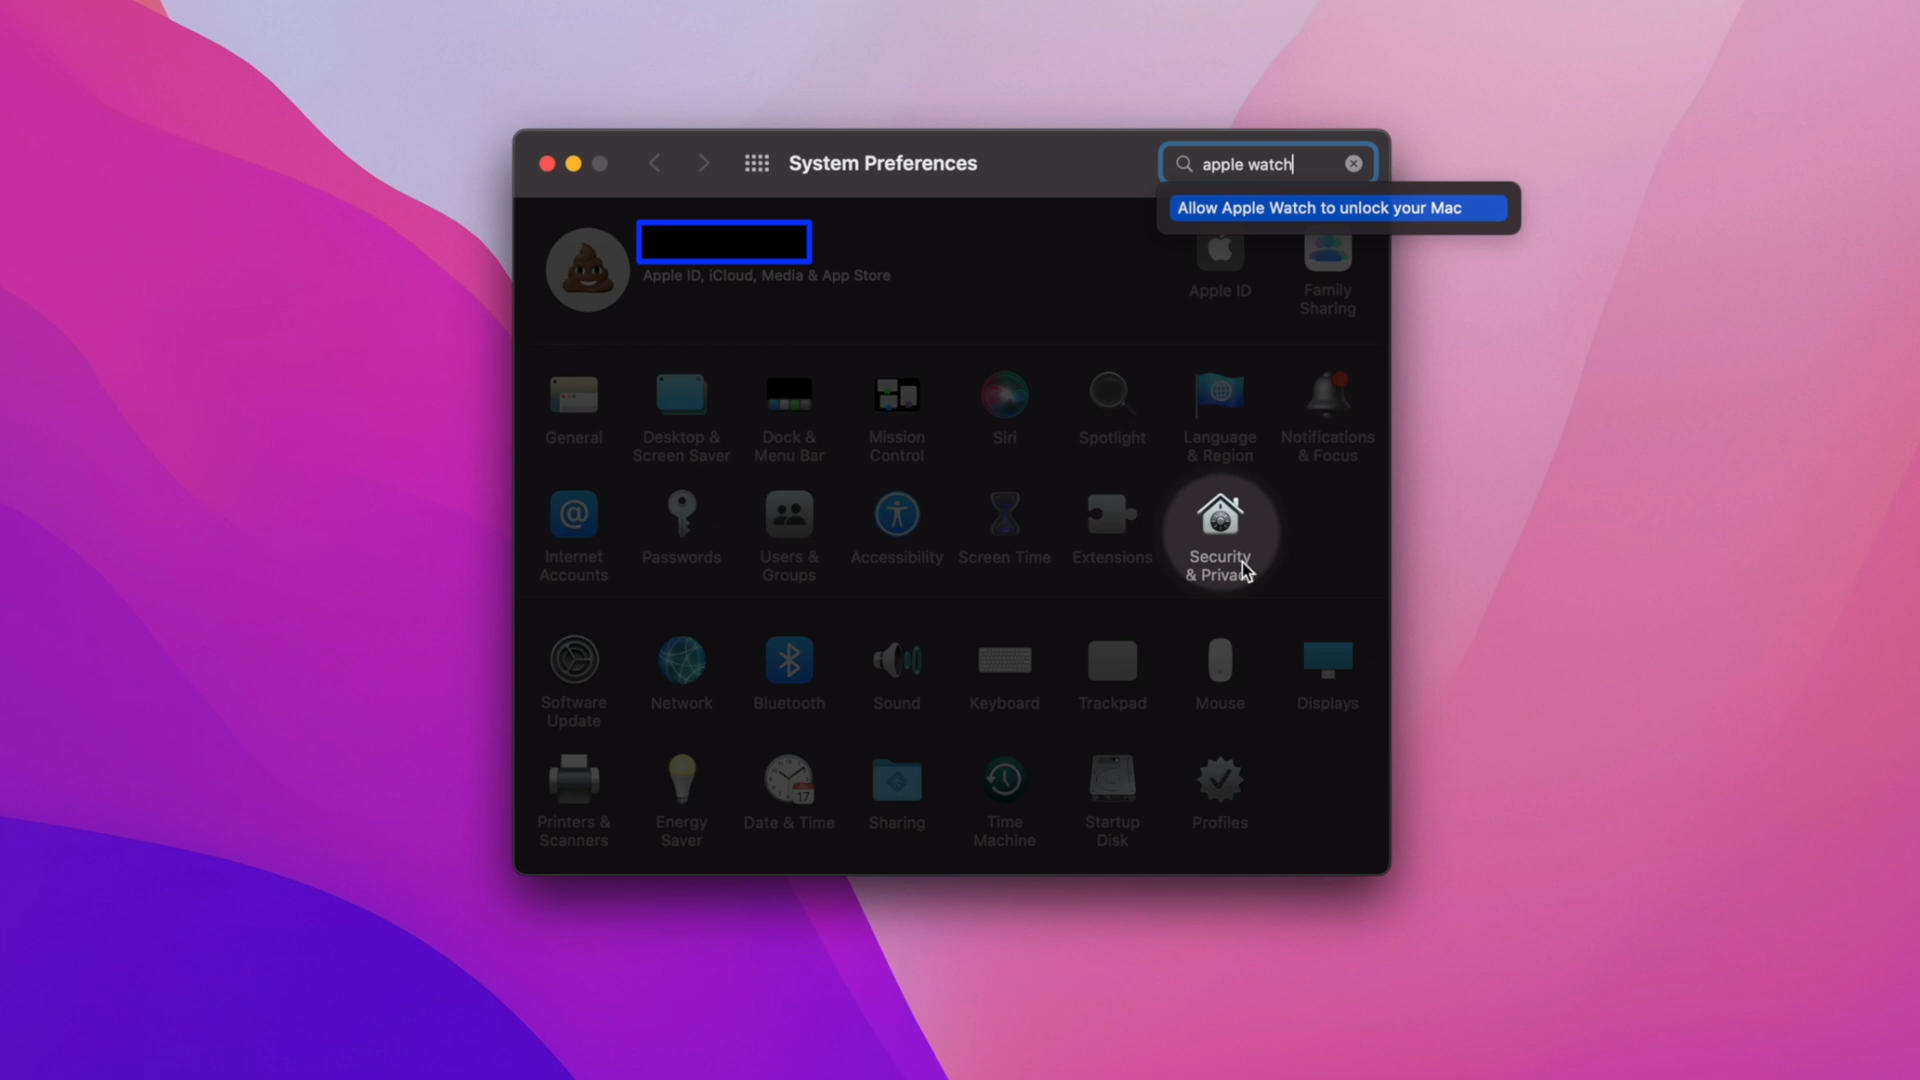 System Preferences
apple watch
Allow Apple Watch to unlock your Mac
Apple ID, iCloud, Media & App Store
Apple ID
Family
Sharing
General
Desktop &
Screen Saver
Dock &
Menu Bar
Mission
Control
Siri
Spotlight
Language
& Region
Notifications
& Focus
@
Internet
Accounts
Passwords
Users &
Groups
Accessibility
Screen Time
Extensions
Security
& Privacy
Software
Update
Network
Bluetooth
Sound
Keyboard
Trackpad
Mouse
Displays
17
Printers &
Scanners
Energy
Saver
Date & Time
Sharing
Time
Machine
Startup
Disk
Profiles